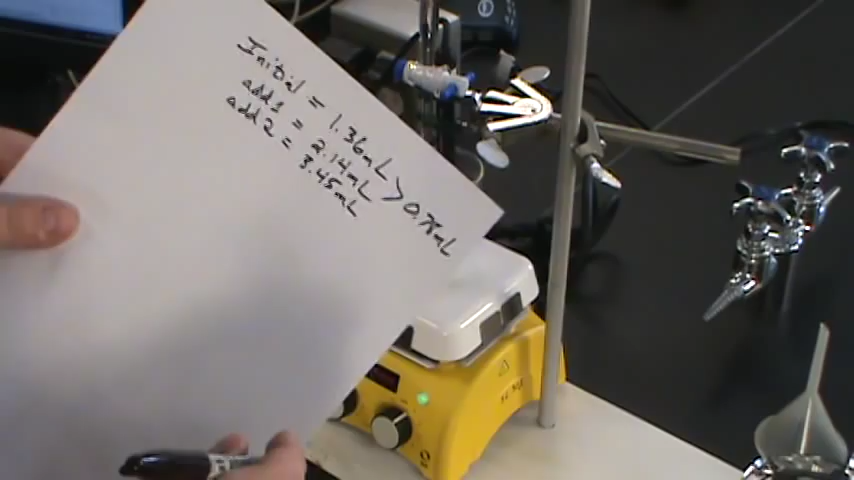 Initial = 1.36mL
add1 = 2.14mL > 0.78mL
add2 = 3.45mL